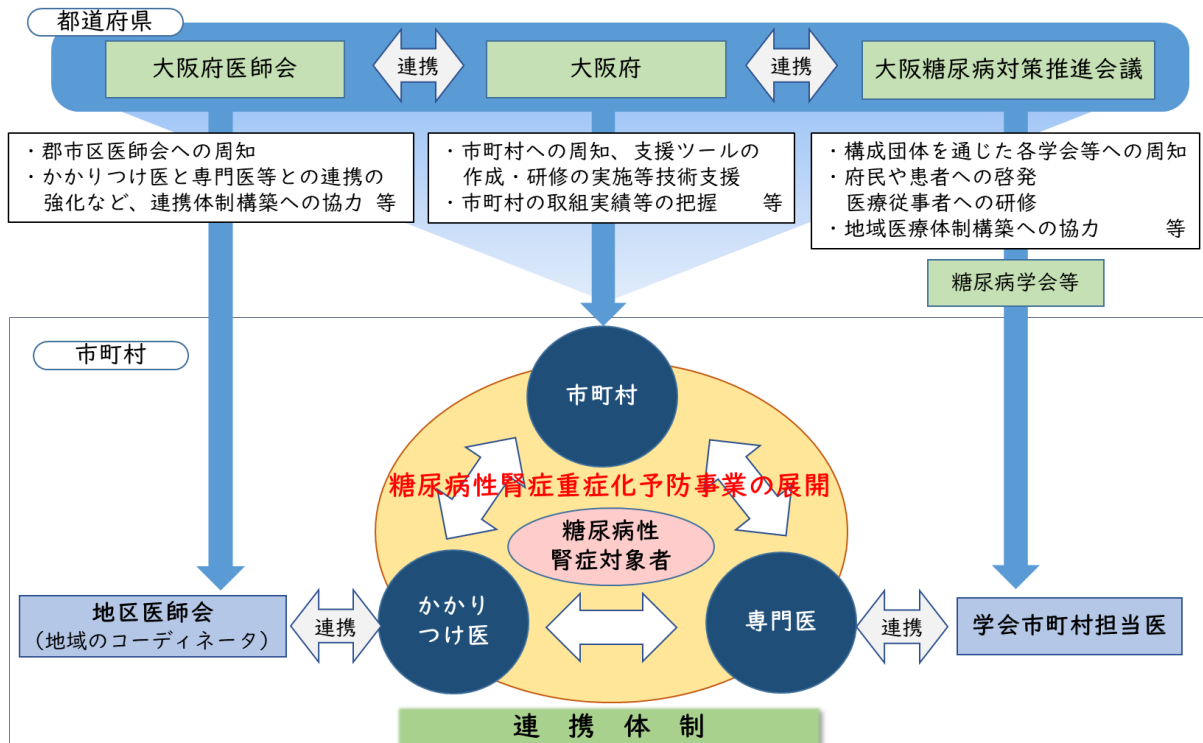 都道府県
大阪府医師会
連携
大阪府
連携
大阪糖尿病対策推進会議
・郡市区医師会への周知
・かかりつけ医と専門医等との連携の
強化など、連携体制構築への協力 等
・市町村への周知、支援ツールの
作成・研修の実施等技術支援
・市町村の取組実績等の把握 等
・構成団体を通じた各学会等への周知
・府民や患者への啓発
医療従事者への研修
・地域医療体制構築への協力 等
糖尿病学会等
市町村
市町村
糖尿病性腎症重症化予防事業の展開
糖尿病性
腎症対象者
地区医師会
(地域のコーディネータ)
連携
かかり
つけ医
専門医
連携
学会市町村担当医
連 携 体 制